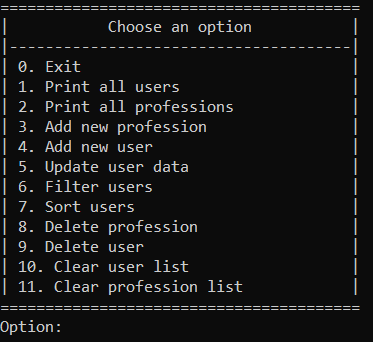 Choose an option
0. Exit
1. Print all users
2. Print all professions
3. Add new profession
4. Add new user
5. Update user data
6. Filter users
7. Sort users
8. Delete profession
9. Delete user
10. Clear user list
11. Clear profession list
Option: